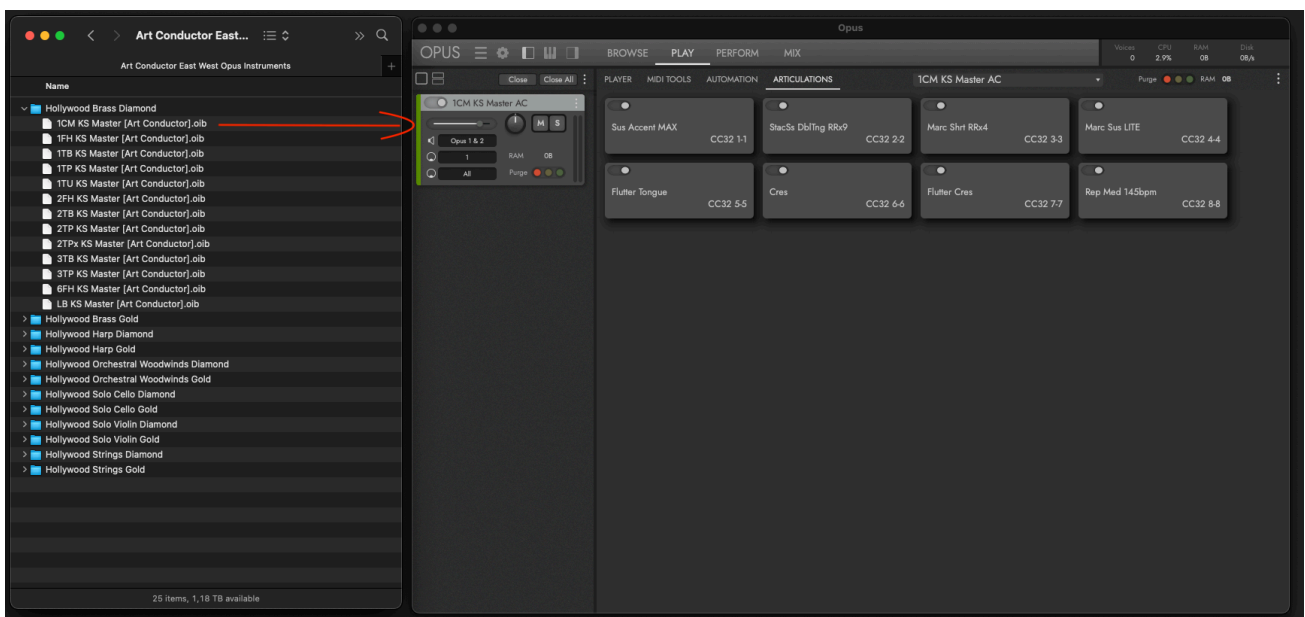 Art Conductor East...
Art Conductor East West Opus Instruments
Name
Hollywood Brass Diamond
1CM KS Master [Art Conductor].oib
1FH KS Master [Art Conductor].oib
1TB KS Master [Art Conductor].oib
1TP KS Master [Art Conductor].oib
1TU KS Master [Art Conductor].oib
2FH KS Master [Art Conductor].oib
2TB KS Master [Art Conductor].oib
2TP KS Master [Art Conductor].oib
2TPx KS Master [Art Conductor].oib
3TB KS Master [Art Conductor].oib
3TP KS Master [Art Conductor].oib
6FH KS Master [Art Conductor].oib
LB KS Master [Art Conductor].oib
Hollywood Brass Gold
Hollywood Harp Diamond
Hollywood Harp Gold
Hollywood Orchestral Woodwinds Diamond
Hollywood Orchestral Woodwinds Gold
Hollywood Solo Cello Diamond
Hollywood Solo Cello Gold
Hollywood Solo Violin Diamond
Hollywood Solo Violin Gold
Hollywood Strings Diamond
Hollywood Strings Gold
25 items, 1,18 TB available
Opus
OPUS BROWSE PLAY PERFORM MIX
Voices CPU RAM Disk
0 2.9% 0B 0B/s
Close Close All
PLAYER MIDI TOOLS AUTOMATION ARTICULATIONS 1CM KS Master AC Purge RAM 0B
1CM KS Master AC
M S
Opus 1 & 2
1 RAM 0B
All Purge
Sus Accent MAX
CC32 1-1
StacSs DblTng RRx9
CC32 2-2
Marc Shrt RRx4
CC32 3-3
Marc Sus LITE
CC32 4-4
Flutter Tongue
CC32 5-5
Cres
CC32 6-6
Flutter Cres
CC32 7-7
Rep Med 145bpm
CC32 8-8